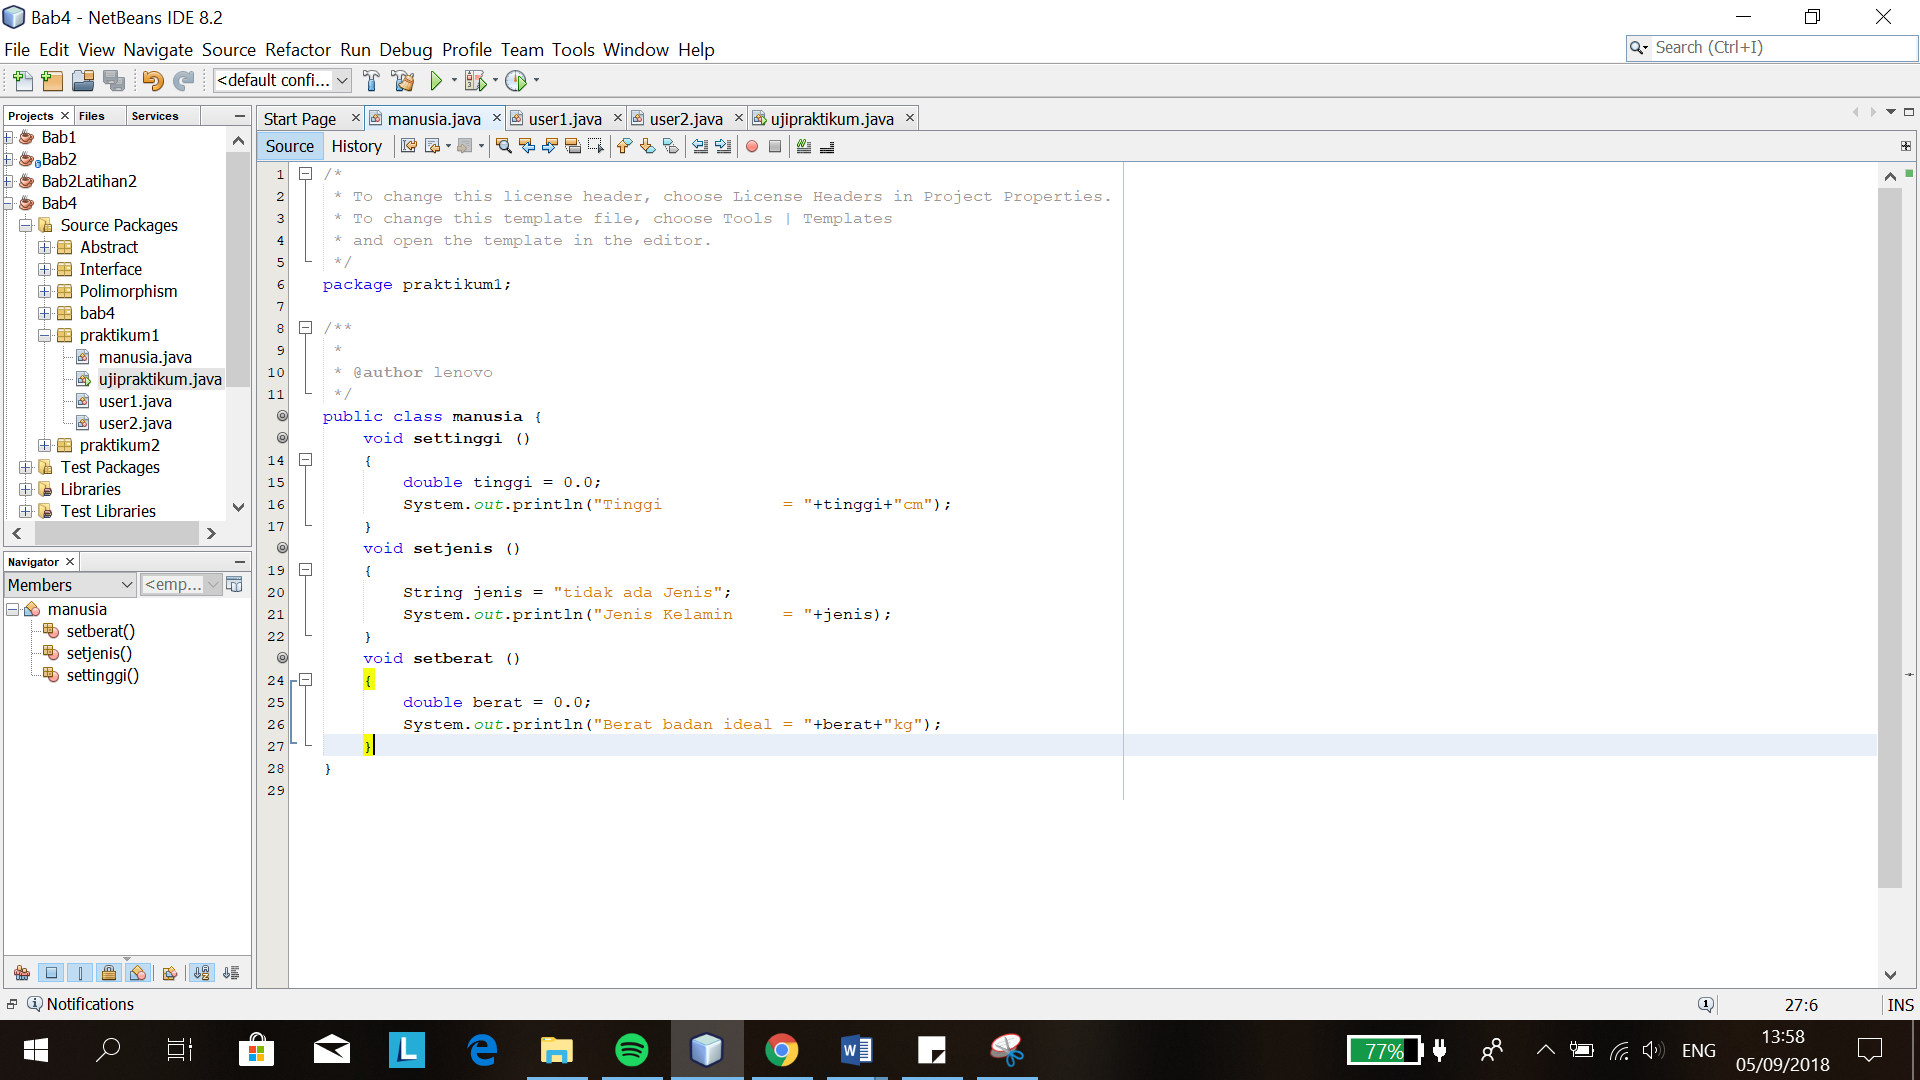 Bab4 - NetBeans IDE 8.2
File Edit View Navigate Source Refactor Run Debug Profile Team Tools Window Help
Search (Ctrl+I)
<default confi...
Projects Files Services
Bab1
Bab2
Bab2Latihan2
Bab4
Source Packages
Abstract
Interface
Polimorphism
bab4
praktikum1
manusia.java
ujipraktikum.java
user1.java
user2.java
praktikum2
Test Packages
Libraries
Test Libraries
Navigator
Members <emp...
manusia
setberat()
setjenis()
settinggi()
Start Page manusia.java user1.java user2.java ujipraktikum.java
Source History
1 /*
2 * To change this license header, choose License Headers in Project Properties.
3 * To change this template file, choose Tools | Templates
4 * and open the template in the editor.
5 */
6 package praktikum1;
7
8 /**
9 *
10 * @author lenovo
11 */
public class manusia {
void settinggi ()
14 {
15 double tinggi = 0.0;
16 System.out.println("Tinggi            = "+tinggi+"cm");
17 }
void setjenis ()
19 {
20 String jenis = "tidak ada Jenis";
21 System.out.println("Jenis Kelamin     = "+jenis);
22 }
void setberat ()
24 {
25 double berat = 0.0;
26 System.out.println("Berat badan ideal = "+berat+"kg");
27 }
28 }
29
Notifications
27:6 INS
77%
ENG
13:58
05/09/2018